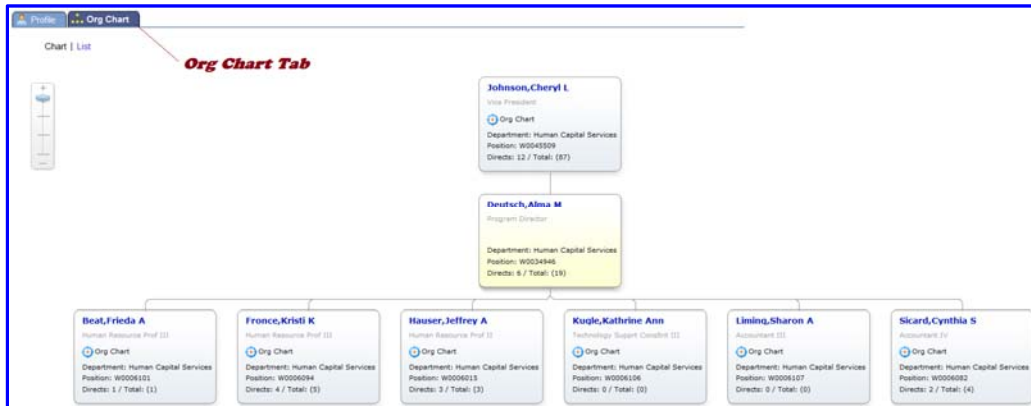 Profile
Org Chart
Chart | List
Org Chart Tab
+
Johnson,Cheryl L
Vice President
Org Chart
Department: Human Capital Services
Position: W0045509
Directs: 12 / Total: (87)
Deutsch,Alma M
Program Director
Department: Human Capital Services
Position: W0034946
Directs: 6 / Total: (19)
Beat,Frieda A
Human Resource Prof III
Org Chart
Department: Human Capital Services
Position: W0006101
Directs: 1 / Total: (1)
Fronce,Kristi K
Human Resource Prof III
Org Chart
Department: Human Capital Services
Position: W0006094
Directs: 4 / Total: (5)
Hauser,Jeffrey A
Human Resource Prof II
Org Chart
Department: Human Capital Services
Position: W0006015
Directs: 3 / Total: (3)
Kugle,Kathrine Ann
Technology Supprt Consltnt III
Org Chart
Department: Human Capital Services
Position: W0006106
Directs: 0 / Total: (0)
Liming,Sharon A
Accountant III
Org Chart
Department: Human Capital Services
Position: W0006107
Directs: 0 / Total: (0)
Sicard,Cynthia S
Accountant IV
Org Chart
Department: Human Capital Services
Position: W0006082
Directs: 2 / Total: (4)